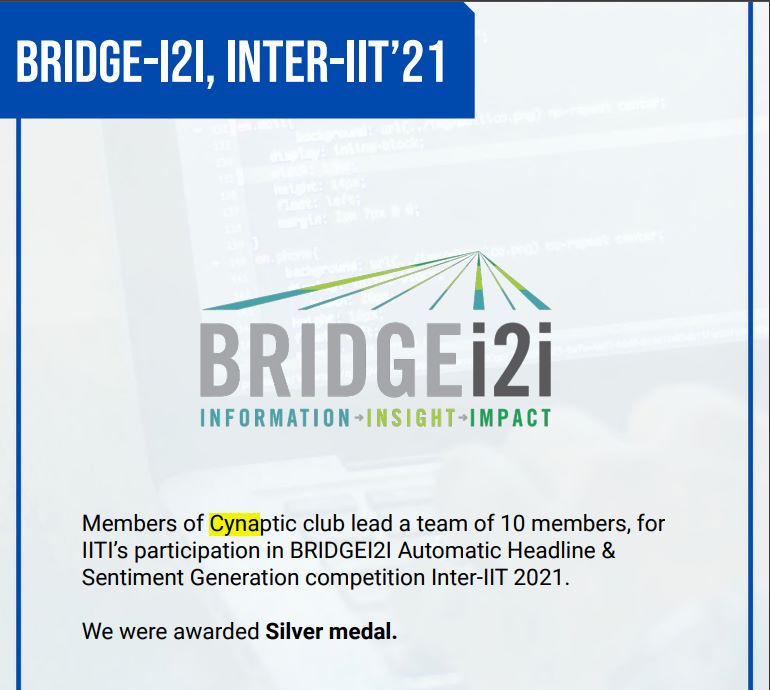 BRIDGE-I2I, INTER-IIT’21
BRIDGEi2i
INFORMATION→INSIGHT→IMPACT
Members of Cynaptic club lead a team of 10 members, for
IITI’s participation in BRIDGEI2I Automatic Headline &
Sentiment Generation competition Inter-IIT 2021.
We were awarded Silver medal.